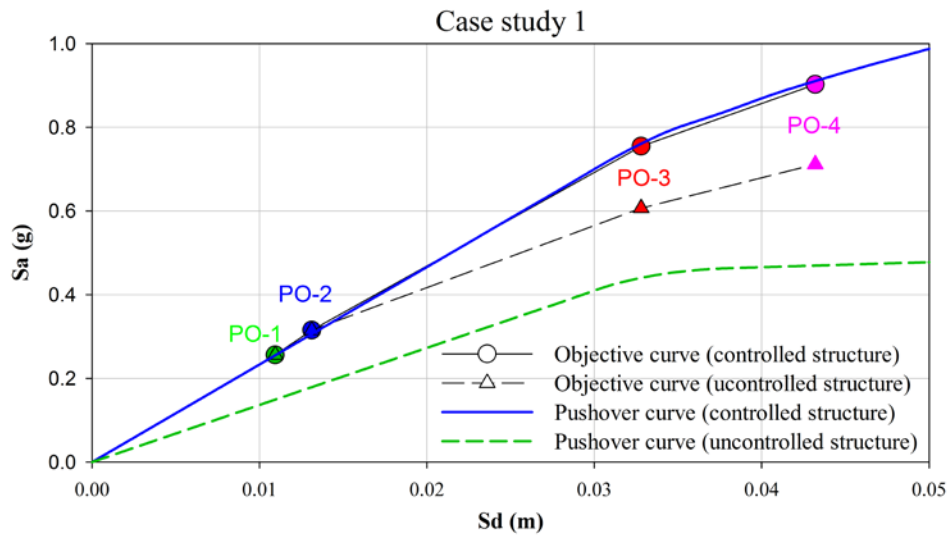 Case study 1
1.0
0.8
0.6
0.4
0.2
0.0
Sa (g)
PO-1
PO-2
PO-3
PO-4
Objective curve (controlled structure)
Objective curve (ucontrolled structure)
Pushover curve (controlled structure)
Pushover curve (uncontrolled structure)
0.00 0.01 0.02 0.03 0.04 0.05
Sd (m)